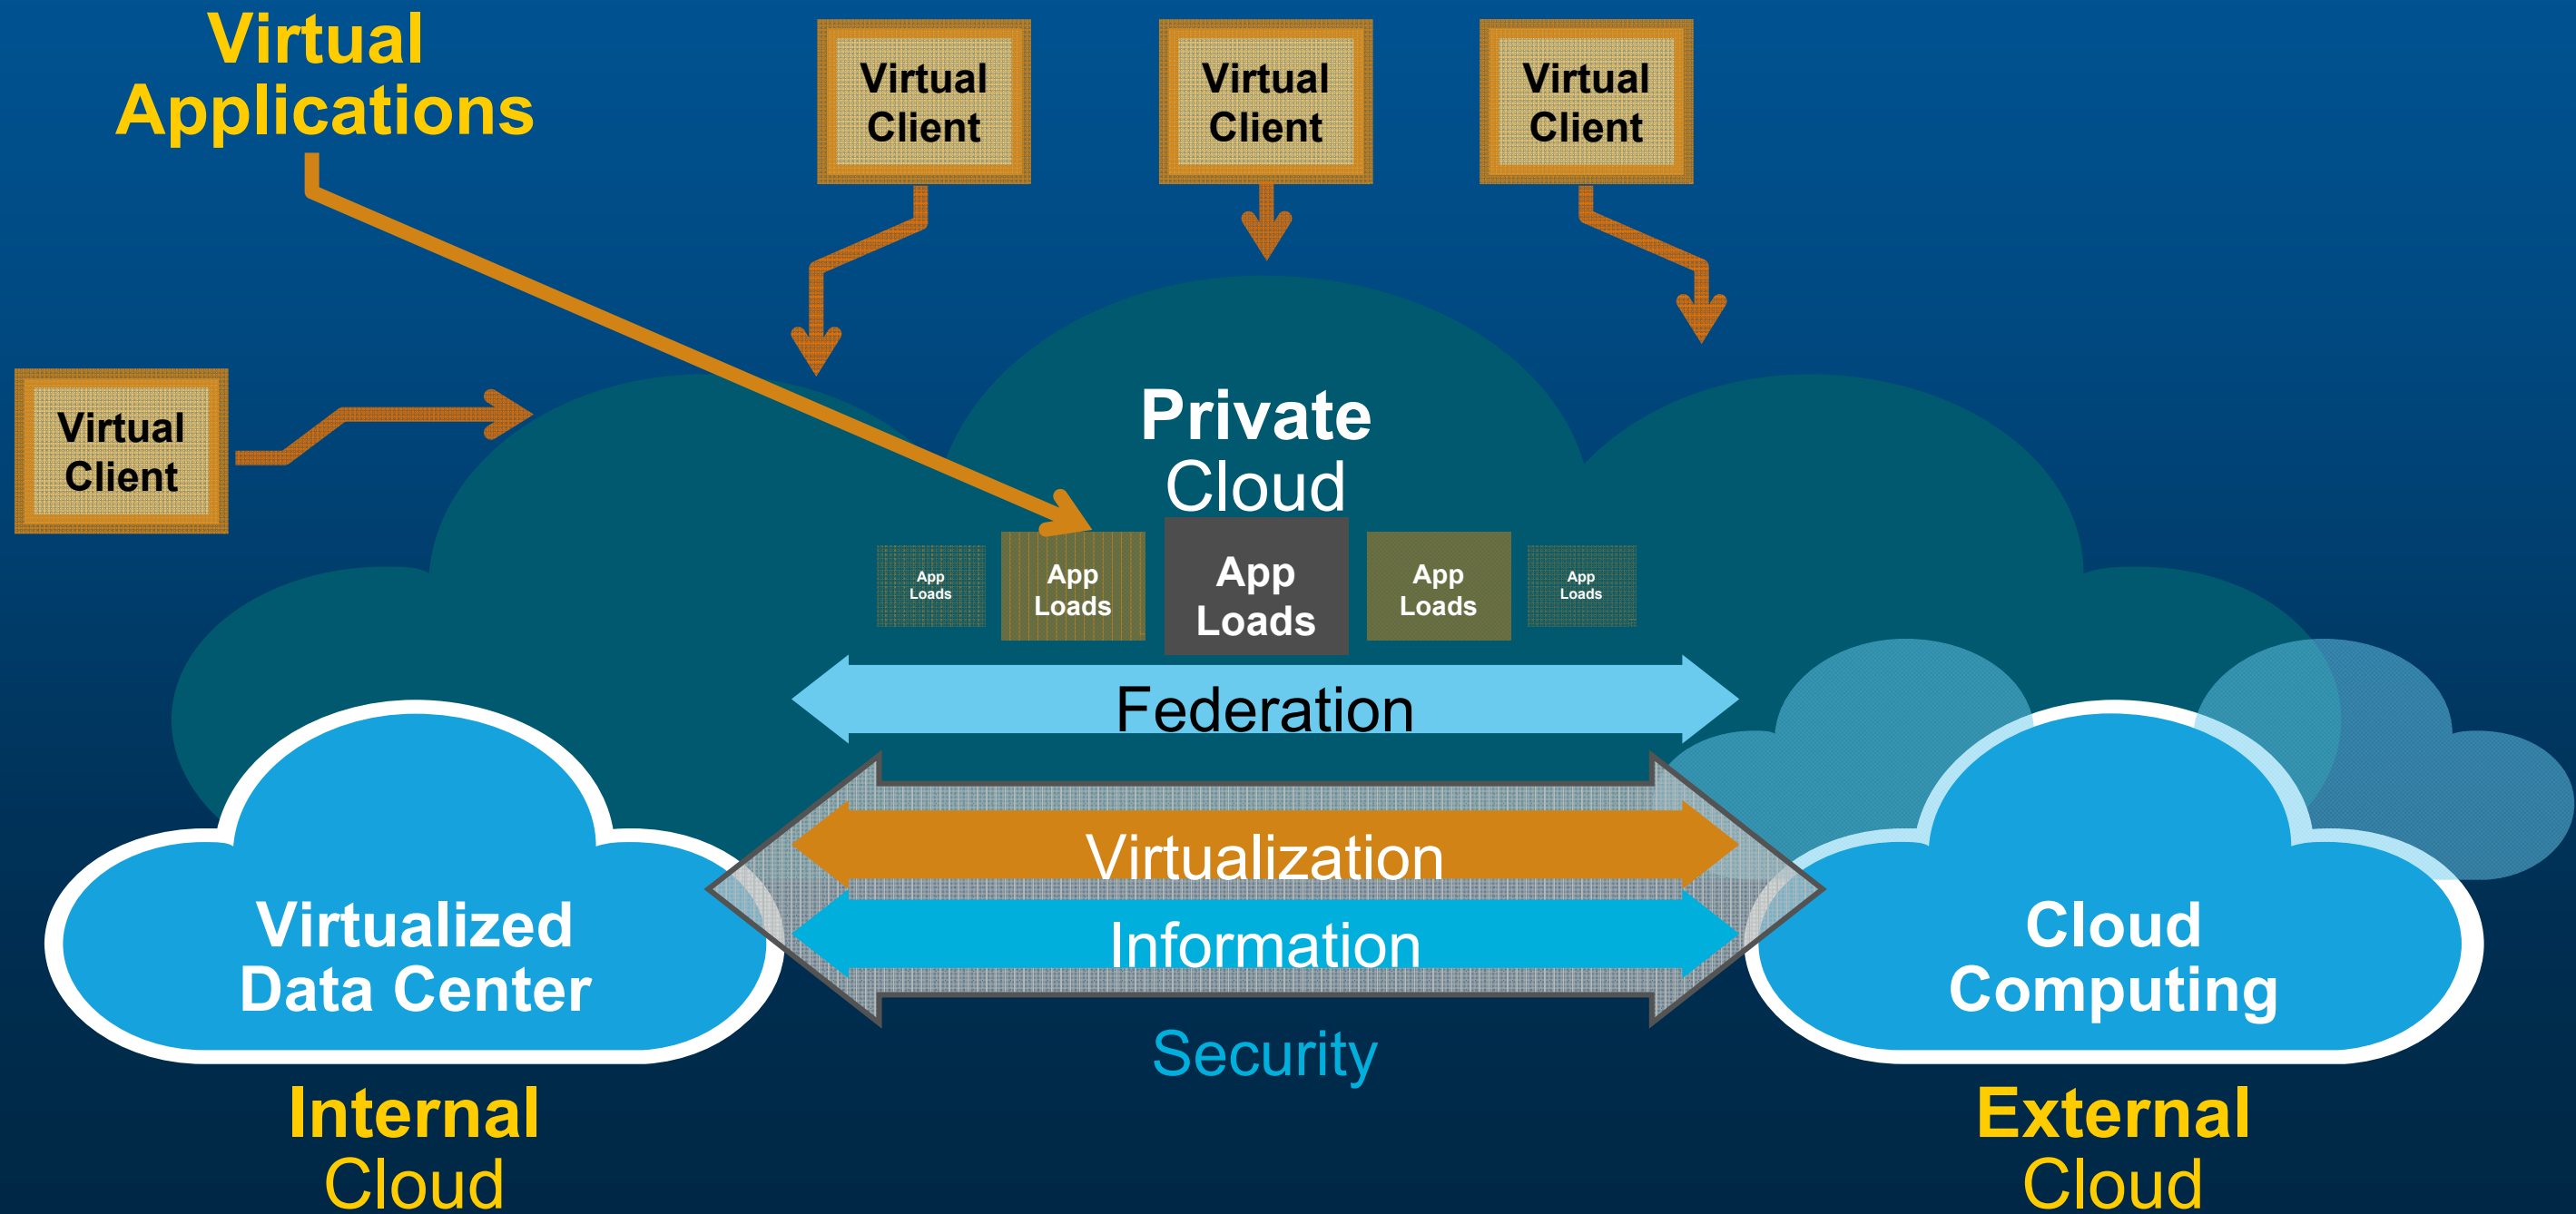 Virtual
Applications
Virtual
Client
Virtual
Client
Virtual
Client
Virtual
Client
Private
Cloud
App
Loads
App
Loads
App
Loads
App
Loads
App
Loads
Federation
Virtualization
Information
Security
Virtualized
Data Center
Cloud
Computing
Internal
Cloud
External
Cloud